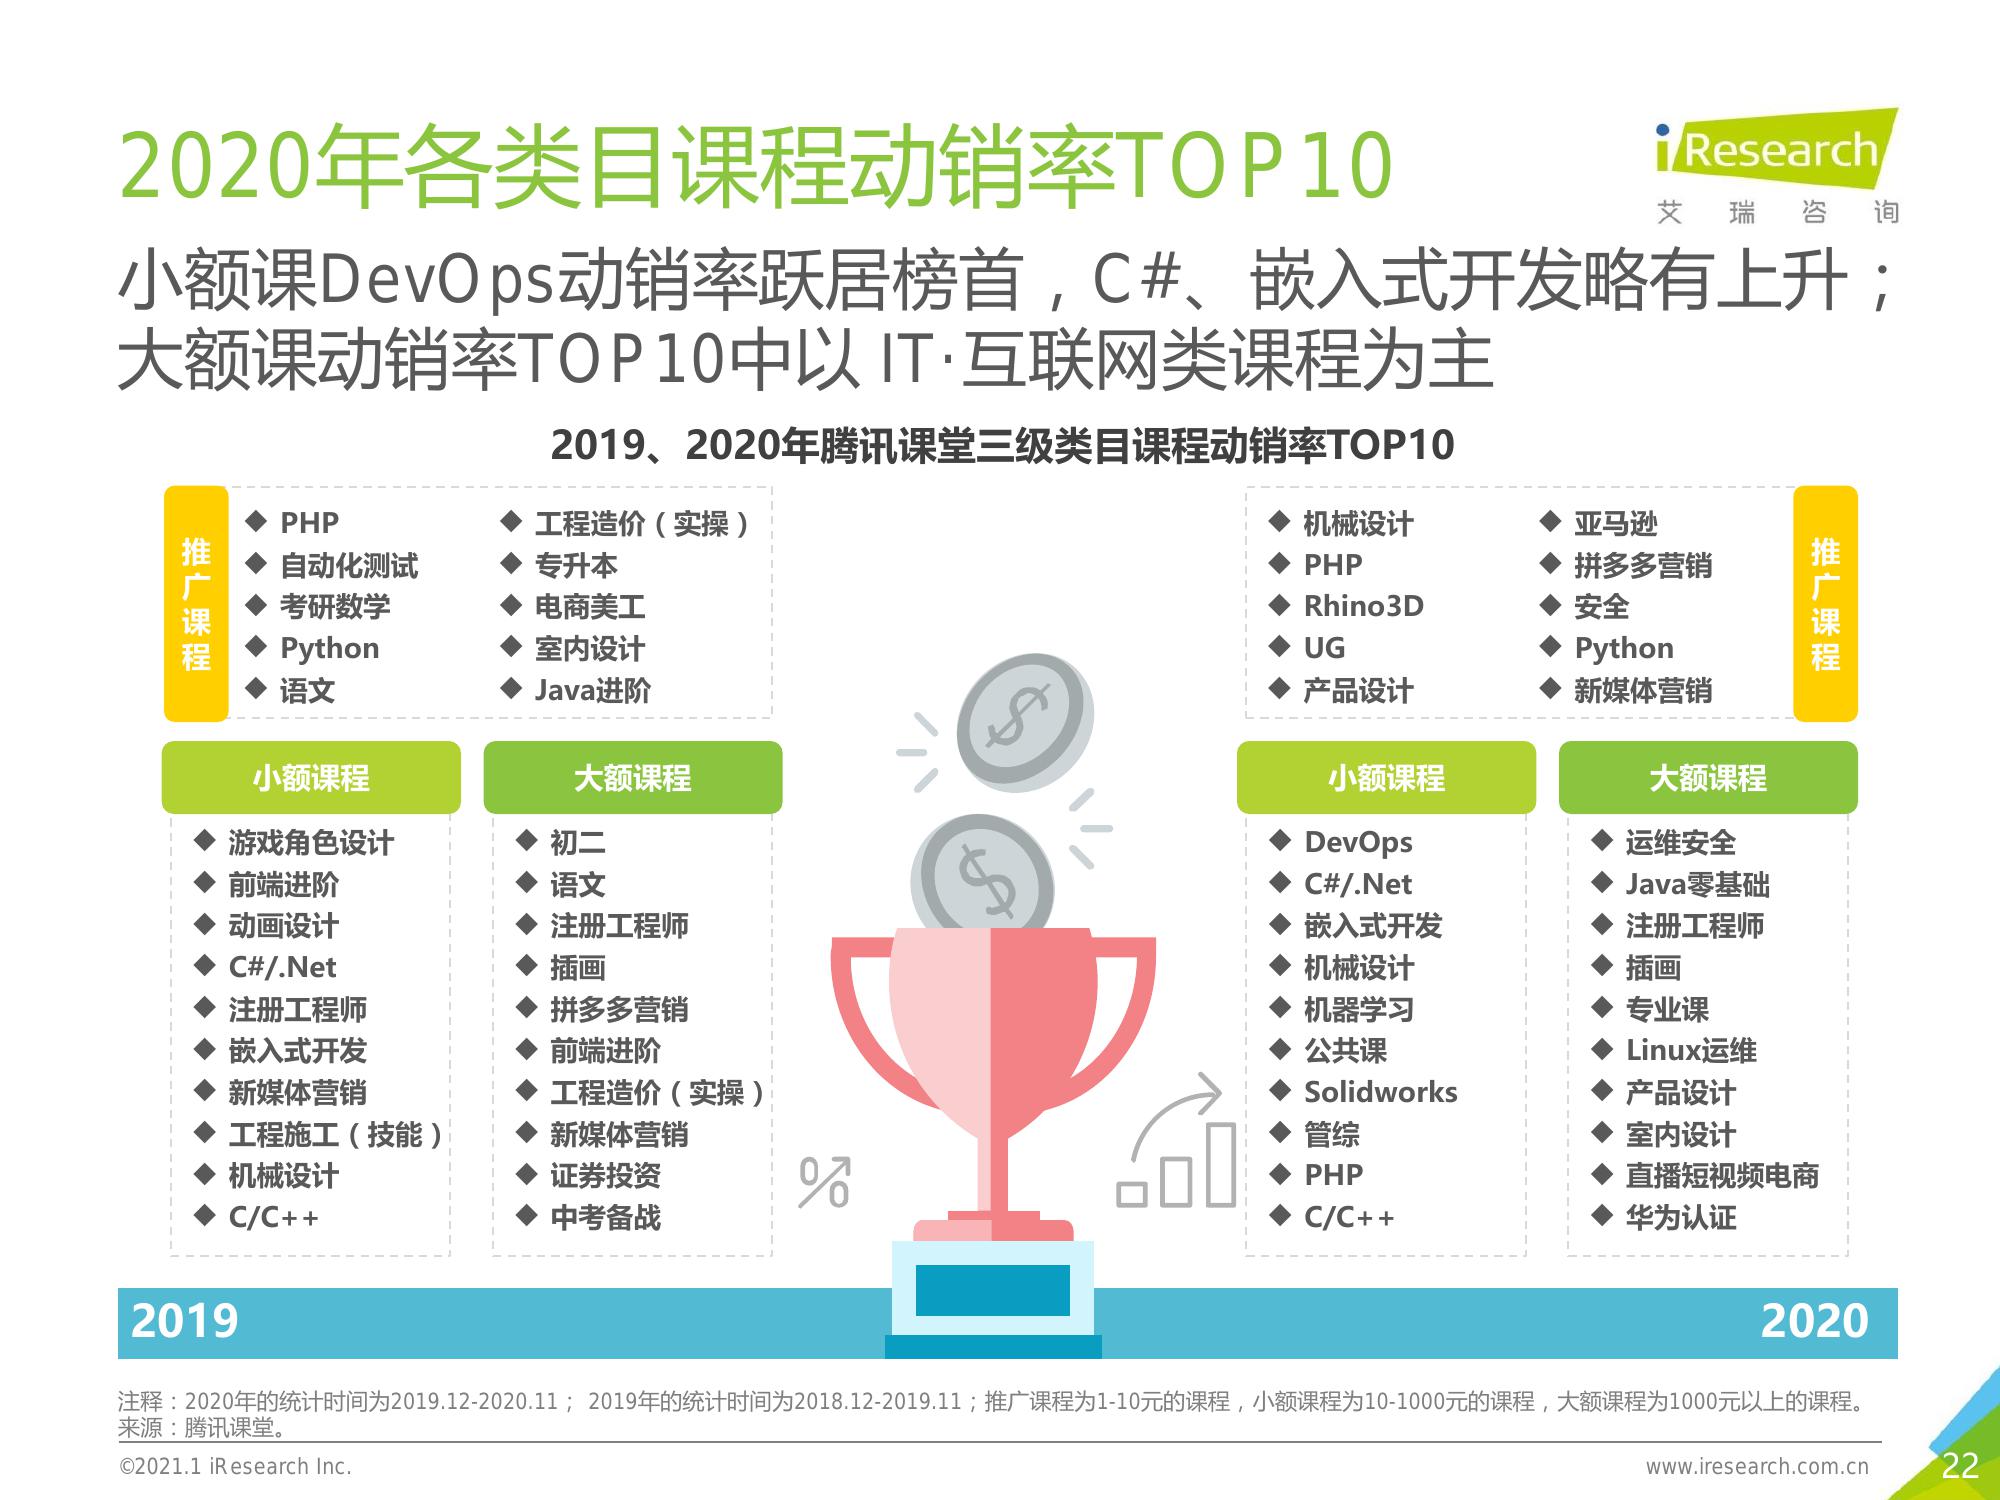 2020年各类目课程动销率TOP10
iResearch
艾瑞咨询
小额课DevOps动销率跃居榜首，C#、嵌入式开发略有上升；
大额课动销率TOP10中以 IT·互联网类课程为主
2019、2020年腾讯课堂三级类目课程动销率TOP10
推广课程
◆ PHP
◆ 自动化测试
◆ 考研数学
◆ Python
◆ 语文
◆ 工程造价（实操）
◆ 专升本
◆ 电商美工
◆ 室内设计
◆ Java进阶
小额课程
◆ 游戏角色设计
◆ 前端进阶
◆ 动画设计
◆ C#/.Net
◆ 注册工程师
◆ 嵌入式开发
◆ 新媒体营销
◆ 工程施工（技能）
◆ 机械设计
◆ C/C++
大额课程
◆ 初二
◆ 语文
◆ 注册工程师
◆ 插画
◆ 拼多多营销
◆ 前端进阶
◆ 工程造价（实操）
◆ 新媒体营销
◆ 证券投资
◆ 中考备战
◆ 机械设计
◆ PHP
◆ Rhino3D
◆ UG
◆ 产品设计
◆ 亚马逊
◆ 拼多多营销
◆ 安全
◆ Python
◆ 新媒体营销
推广课程
小额课程
◆ DevOps
◆ C#/.Net
◆ 嵌入式开发
◆ 机械设计
◆ 机器学习
◆ 公共课
◆ Solidworks
◆ 管综
◆ PHP
◆ C/C++
大额课程
◆ 运维安全
◆ Java零基础
◆ 注册工程师
◆ 插画
◆ 专业课
◆ Linux运维
◆ 产品设计
◆ 室内设计
◆ 直播短视频电商
◆ 华为认证
$
$
%
2019
2020
注释：2020年的统计时间为2019.12-2020.11； 2019年的统计时间为2018.12-2019.11；推广课程为1-10元的课程，小额课程为10-1000元的课程，大额课程为1000元以上的课程。
来源：腾讯课堂。
©2021.1 iResearch Inc.
www.iresearch.com.cn
22